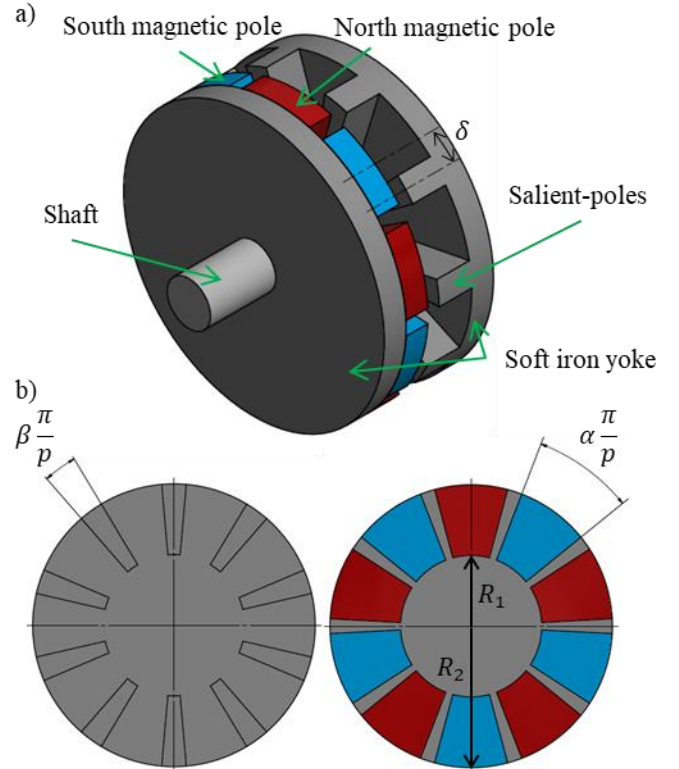 a)
South magnetic pole
North magnetic pole
δ
Shaft
Salient-poles
Soft iron yoke
b)
β π/p
α π/p
R₁
R₂